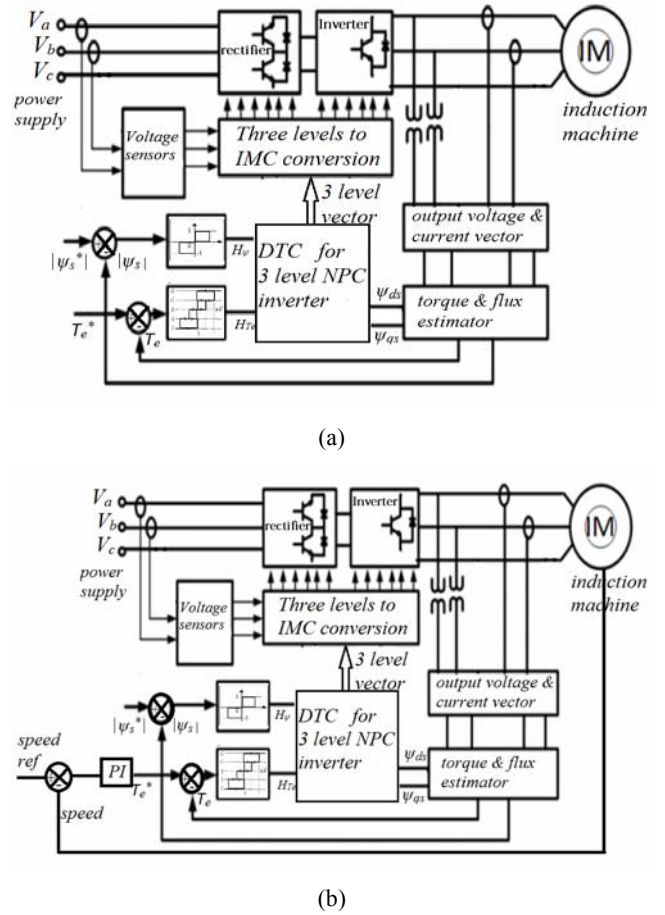 Va
Vb
Vc
power
supply
rectifier
Inverter
IM
induction
machine
Voltage
sensors
Three levels to
IMC conversion
3 level
vector
output voltage &
current vector
|ψs*|
|ψs|
Hψ
DTC for
3 level NPC
inverter
ψds
ψqs
torque & flux
estimator
Te*
Te
HTe
(a)
Va
Vb
Vc
power
supply
rectifier
Inverter
IM
induction
machine
Voltage
sensors
Three levels to
IMC conversion
3 level
vector
output voltage &
current vector
|ψs*|
|ψs|
Hψ
DTC for
3 level NPC
inverter
ψds
ψqs
torque & flux
estimator
speed
ref
PI
Te*
Te
HTe
speed
(b)